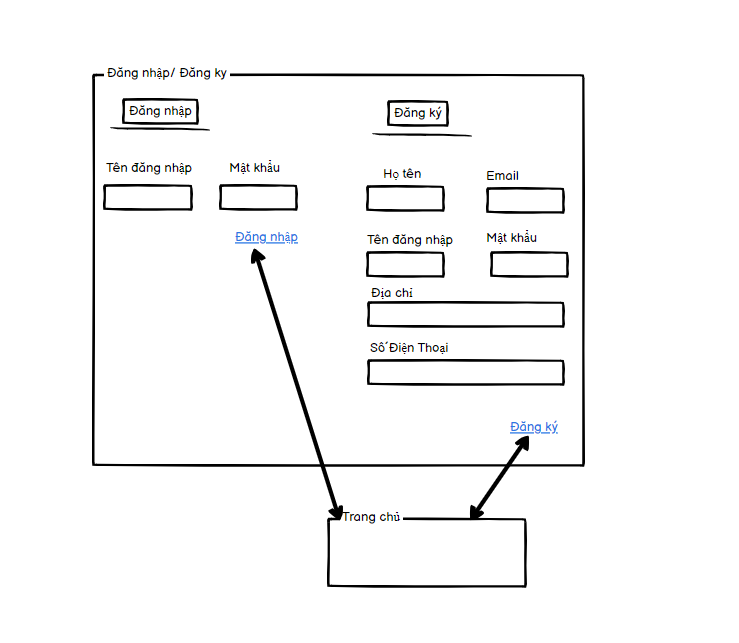 Đăng nhập/ Đăng ky
Đăng nhập
Đăng ký
Tên đăng nhập
Mật khẩu
Họ tên
Email
Đăng nhập
Tên đăng nhập
Mật khẩu
Địa chỉ
Số Điện Thoại
Đăng ký
Trang chủ